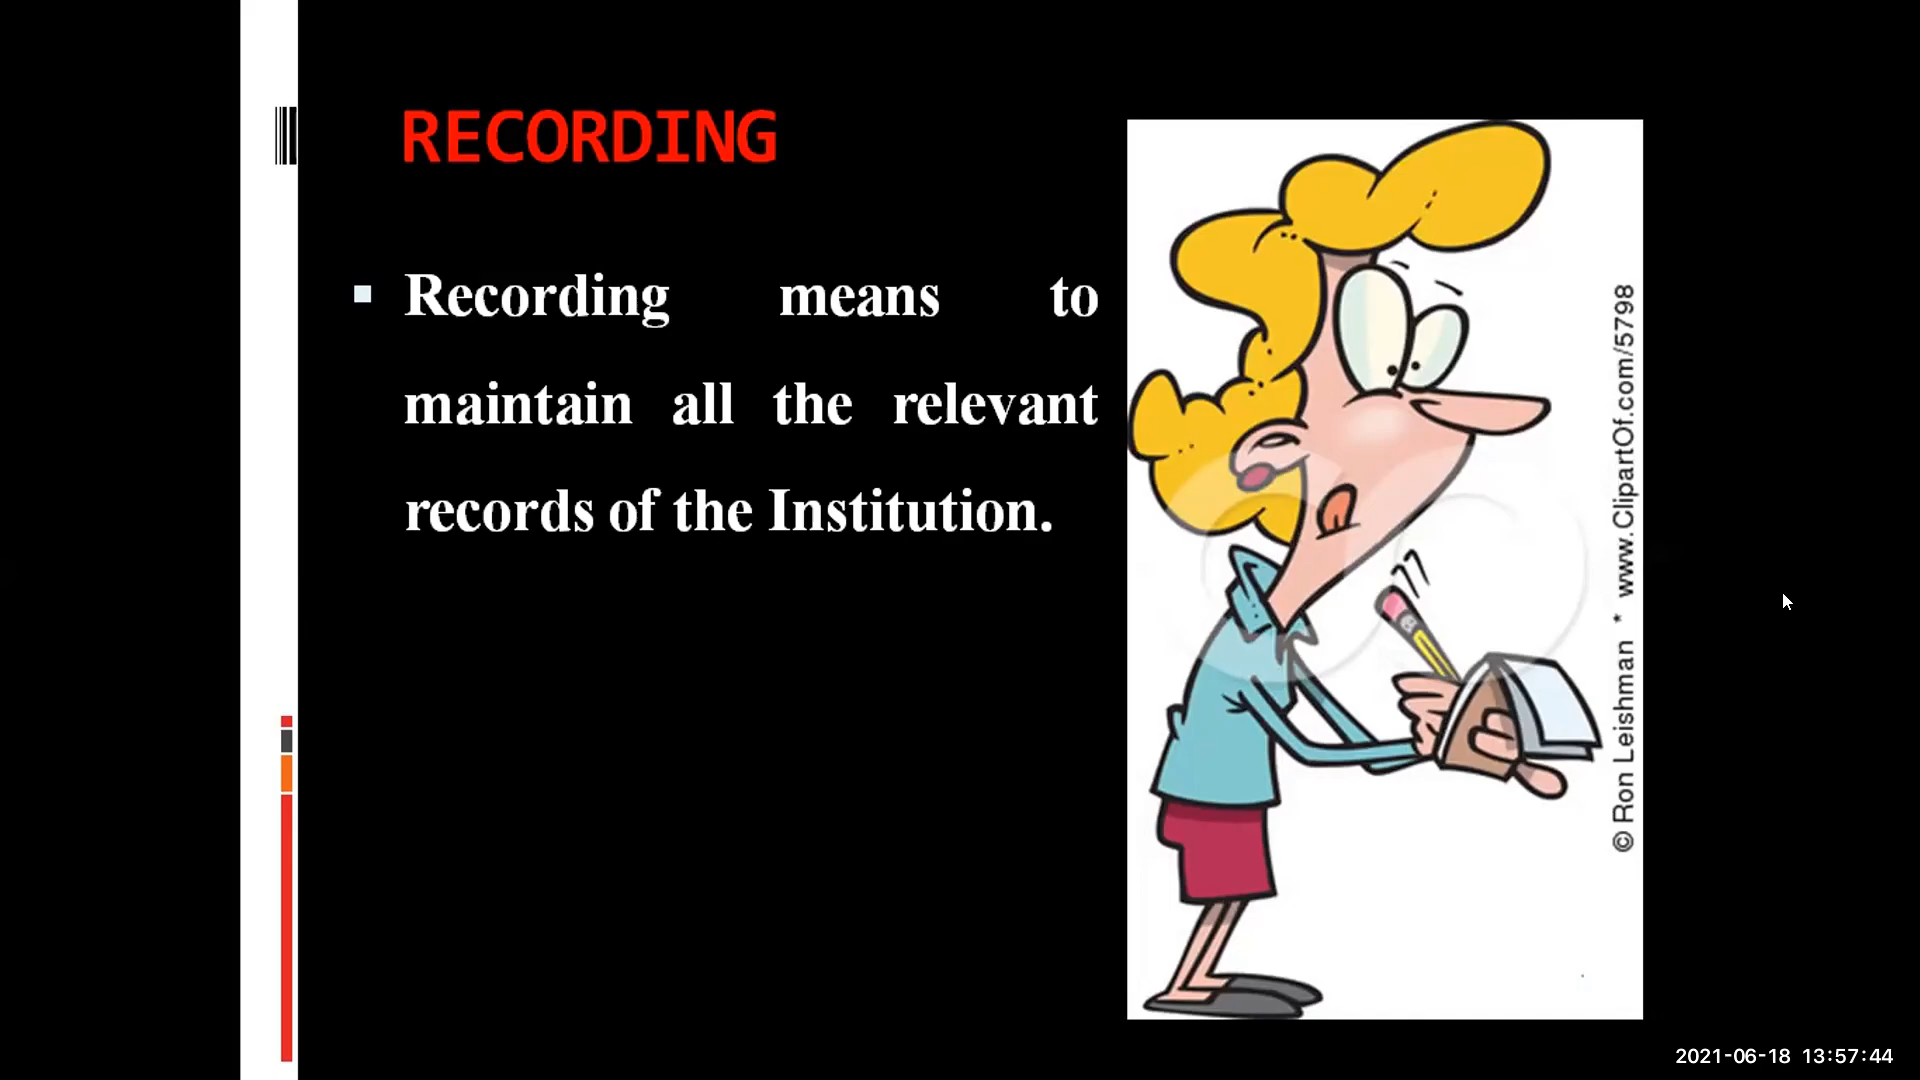 RECORDING
▪ Recording means to
maintain all the relevant
records of the Institution.
© Ron Leishman * www.ClipartOf.com/5798
2021-06-18 13:57:44